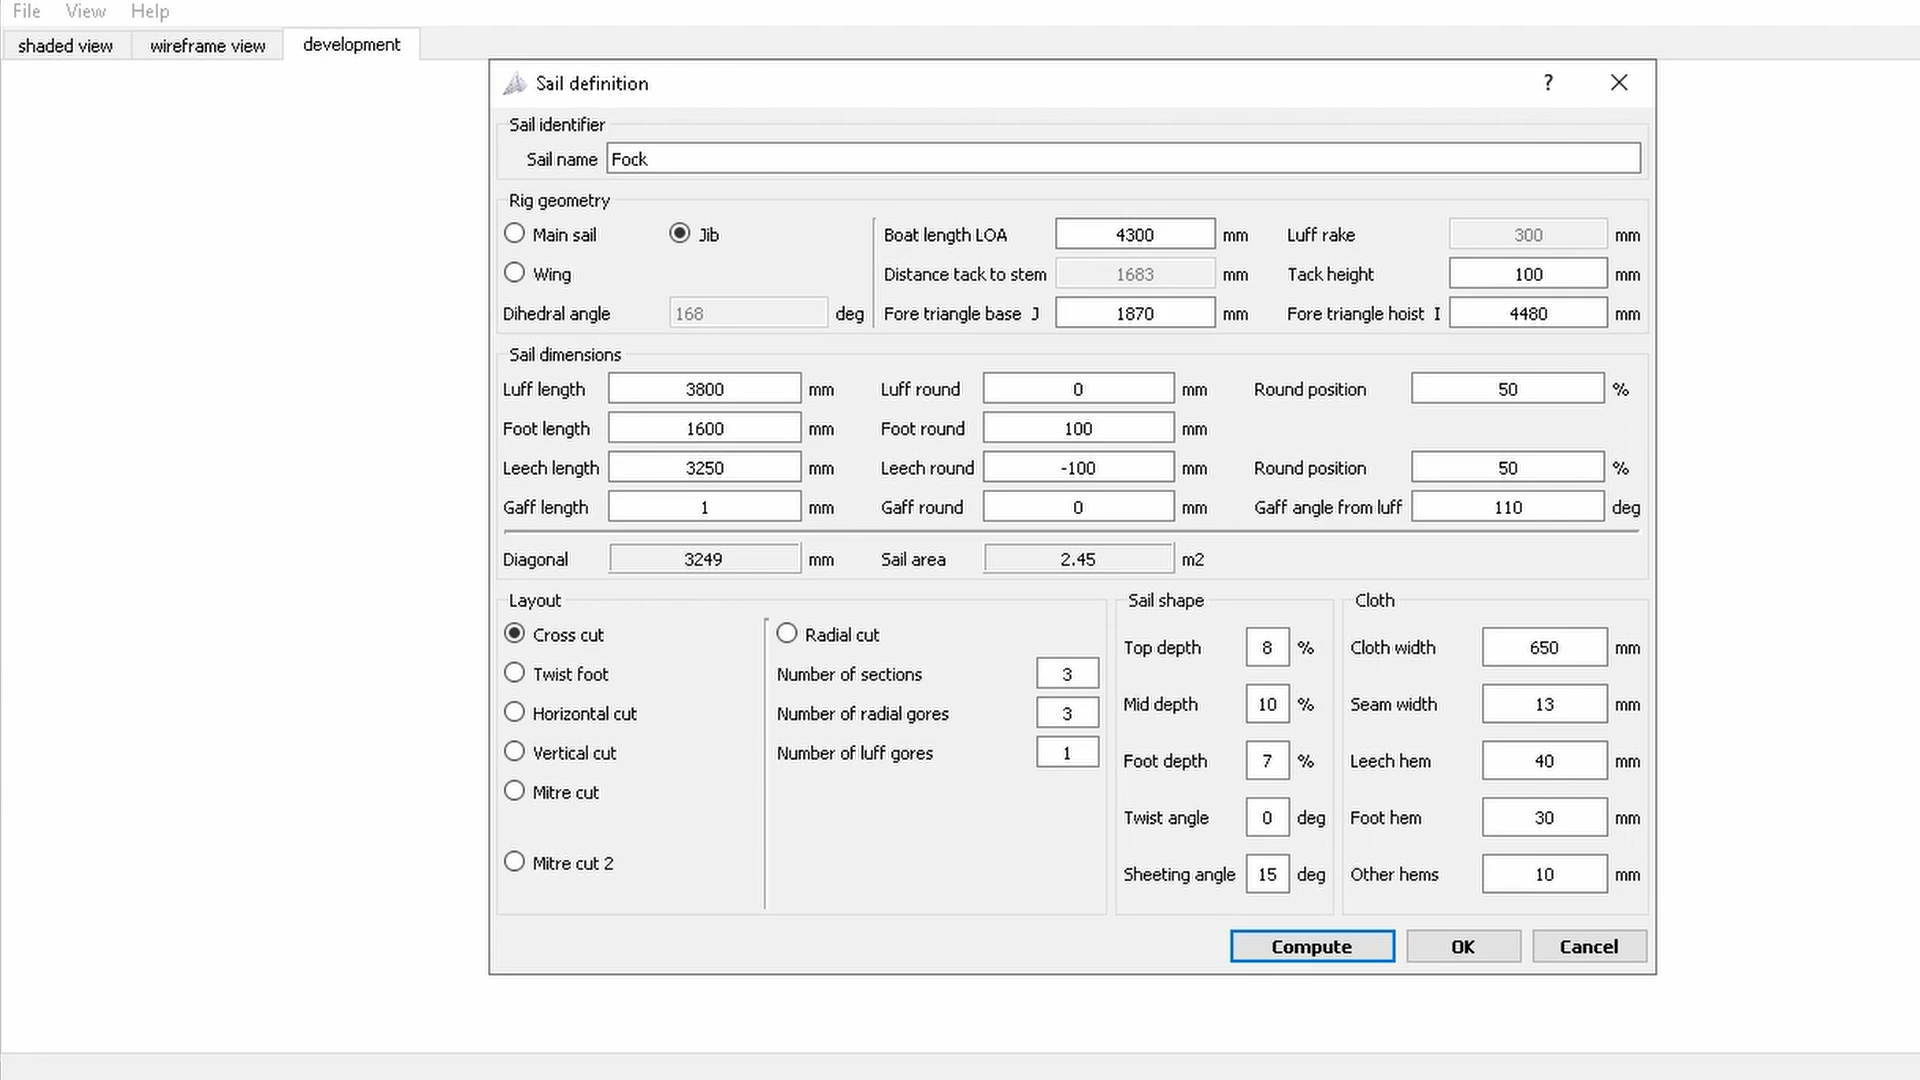 File View Help
shaded view wireframe view development
Sail definition ?
Sail identifier
Sail name Fock
Rig geometry
Main sail Jib Boat length LOA 4300 mm Luff rake 300 mm
Wing Distance tack to stem 1683 mm Tack height 100 mm
Dihedral angle 168 deg Fore triangle base J 1870 mm Fore triangle hoist I 4480 mm
Sail dimensions
Luff length 3800 mm Luff round 0 mm Round position 50 %
Foot length 1600 mm Foot round 100 mm
Leech length 3250 mm Leech round -100 mm Round position 50 %
Gaff length 1 mm Gaff round 0 mm Gaff angle from luff 110 deg
Diagonal 3249 mm Sail area 2.45 m2
Layout
Cross cut
Twist foot
Horizontal cut
Vertical cut
Mitre cut
Mitre cut 2
Radial cut
Number of sections 3
Number of radial gores 3
Number of luff gores 1
Sail shape
Top depth 8 %
Mid depth 10 %
Foot depth 7 %
Twist angle 0 deg
Sheeting angle 15 deg
Cloth
Cloth width 650 mm
Seam width 13 mm
Leech hem 40 mm
Foot hem 30 mm
Other hems 10 mm
Compute OK Cancel